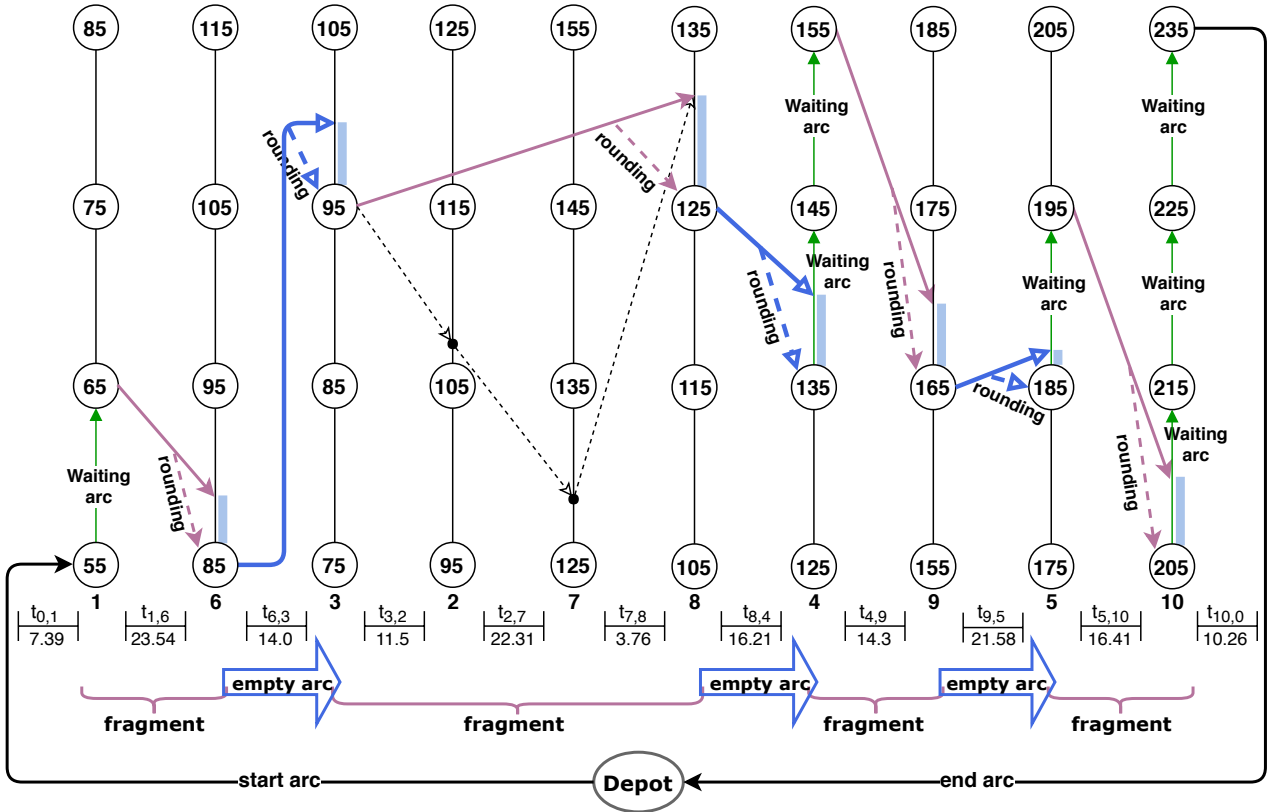 85 115 105 125 155 135 155 185 205 235
Waiting
arc
Waiting
arc
rounding
rounding
75 105 95 115 145 125 145 175 195 225
Waiting
arc
rounding
rounding
Waiting
arc
Waiting
arc
65 95 85 105 135 115 135 165 185 215
rounding
Waiting
arc
Waiting
arc
rounding
rounding
55 85 75 95 125 105 125 155 175 205
1 6 3 2 7 8 4 9 5 10
t0,1 t1,6 t6,3 t3,2 t2,7 t7,8 t8,4 t4,9 t9,5 t5,10 t10,0
7.39 23.54 14.0 11.5 22.31 3.76 16.21 14.3 21.58 16.41 10.26
empty arc empty arc empty arc
fragment fragment fragment fragment
start arc Depot end arc